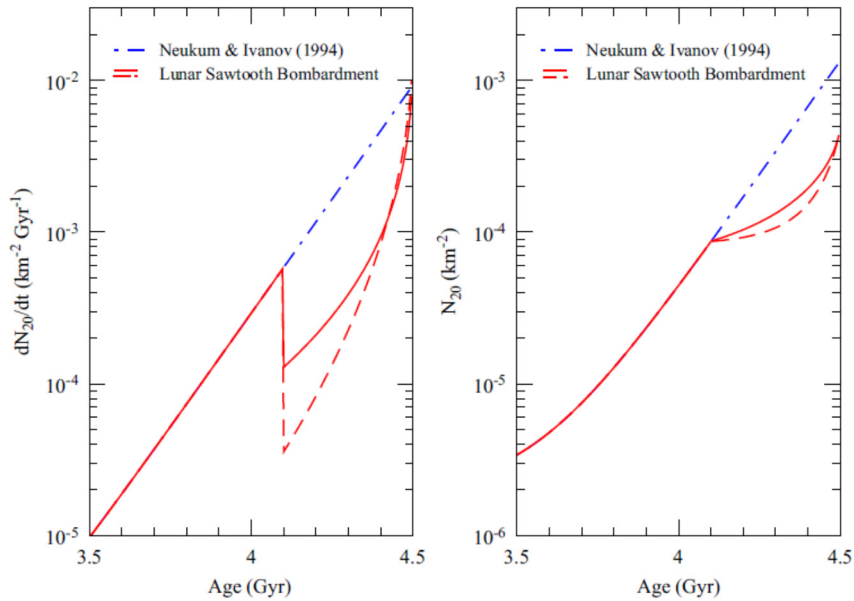 Neukum & Ivanov (1994)
Lunar Sawtooth Bombardment
10⁻²
10⁻³
10⁻⁴
10⁻⁵
dN₂₀/dt (km⁻² Gyr⁻¹)
3.5 4 4.5
Age (Gyr)
Neukum & Ivanov (1994)
Lunar Sawtooth Bombardment
10⁻³
10⁻⁴
10⁻⁵
10⁻⁶
N₂₀ (km⁻²)
3.5 4 4.5
Age (Gyr)